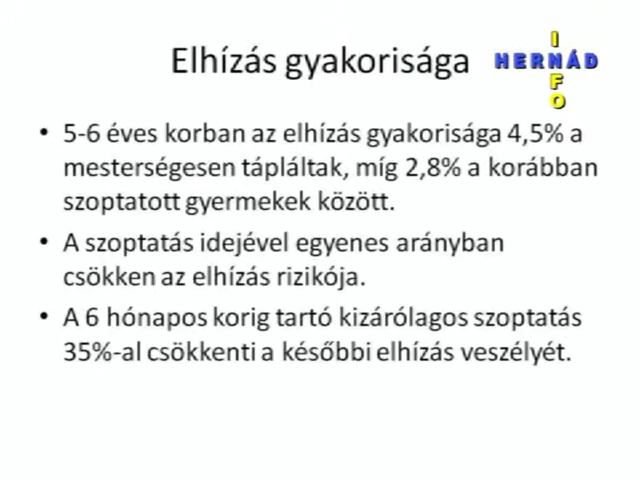 Elhízás gyakorisága
HERNÁD
INFO
• 5-6 éves korban az elhízás gyakorisága 4,5% a
mesterségesen tápláltak, míg 2,8% a korábban
szoptatott gyermekek között.
• A szoptatás idejével egyenes arányban
csökken az elhízás rizikója.
• A 6 hónapos korig tartó kizárólagos szoptatás
35%-al csökkenti a későbbi elhízás veszélyét.